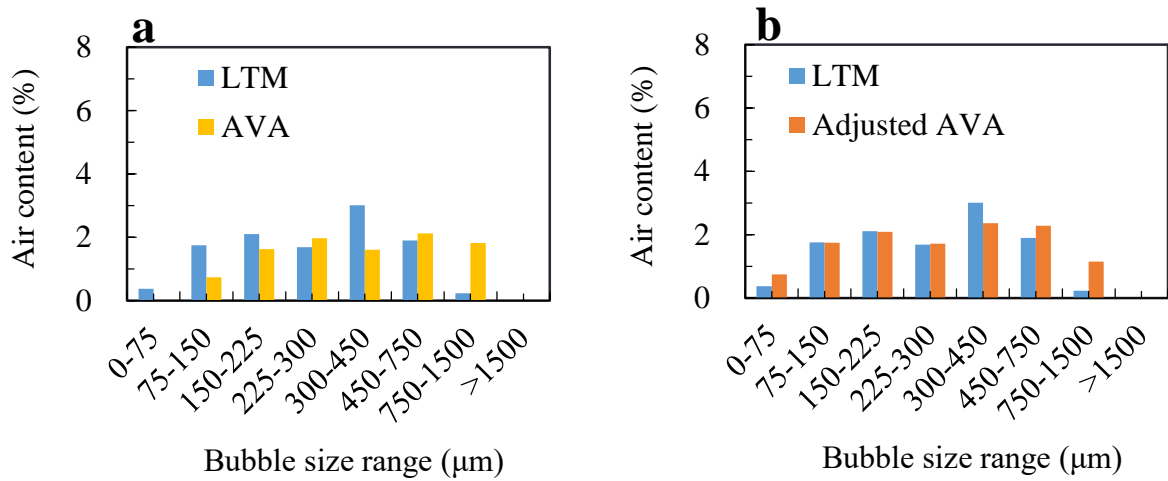 a
8
6
4
2
0
Air content (%)
LTM
AVA
0-75
75-150
150-225
225-300
300-450
450-750
750-1500
>1500
Bubble size range (μm)
b
8
6
4
2
0
Air content (%)
LTM
Adjusted AVA
0-75
75-150
150-225
225-300
300-450
450-750
750-1500
>1500
Bubble size range (μm)